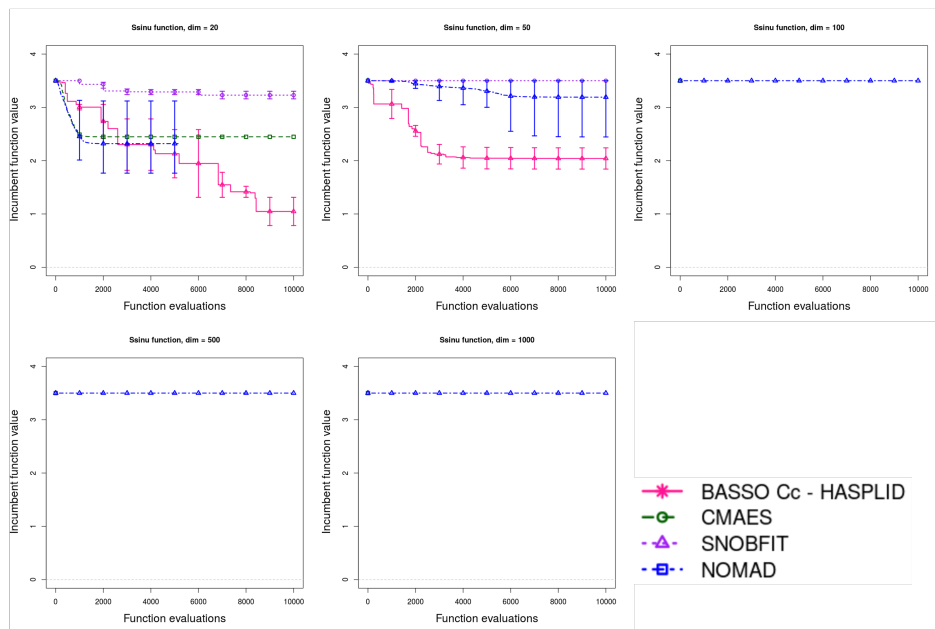 Ssinu function, dim = 20
Incumbent function value
4
3
2
1
0
0 2000 4000 6000 8000 10000
Function evaluations
Ssinu function, dim = 50
Incumbent function value
4
3
2
1
0
0 2000 4000 6000 8000 10000
Function evaluations
Ssinu function, dim = 100
Incumbent function value
4
3
2
1
0
0 2000 4000 6000 8000 10000
Function evaluations
Ssinu function, dim = 500
Incumbent function value
4
3
2
1
0
0 2000 4000 6000 8000 10000
Function evaluations
Ssinu function, dim = 1000
Incumbent function value
4
3
2
1
0
0 2000 4000 6000 8000 10000
Function evaluations
BASSO Cc - HASPLID
CMAES
SNOBFIT
NOMAD